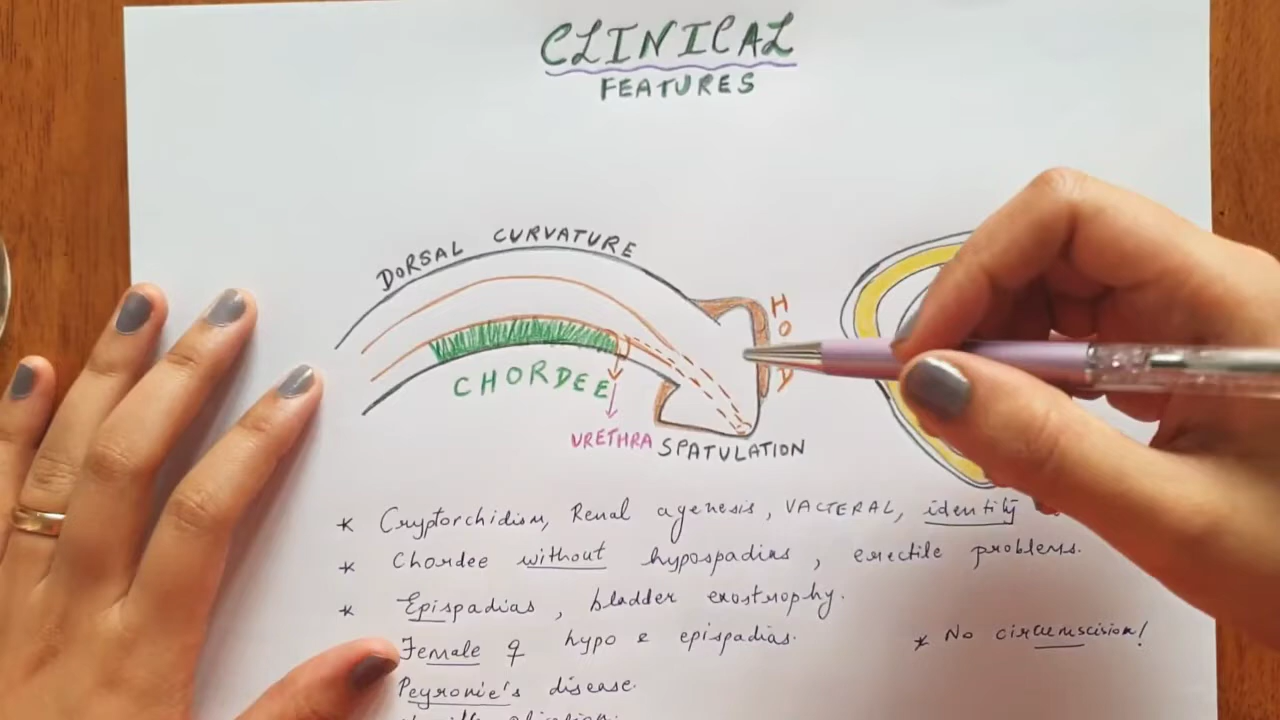 CLINICAL
FEATURES
DORSAL CURVATURE
CHORDEE
URETHRA
SPATULATION
* Cryptorchidism, Renal agenesis, VACTERAL, identity
* Chordee without hypospadias, erectile problems.
* Epispadias, bladder exostrophy.
Female hypo & epispadias.
* No circumscision!
Peyronie's disease.